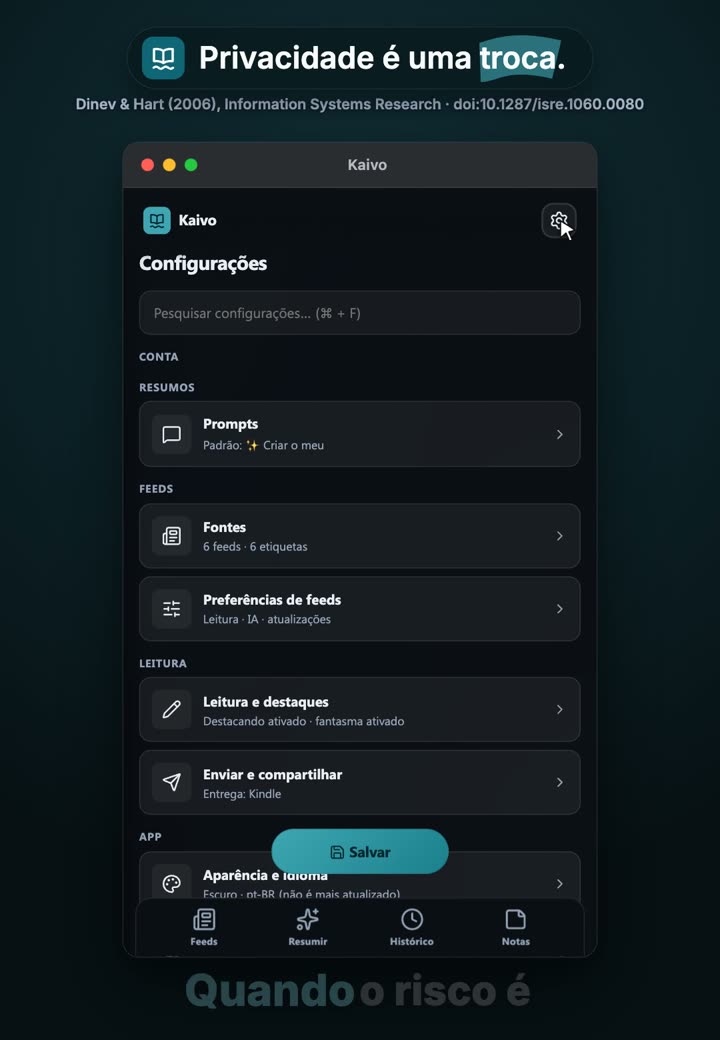 Privacidade é uma troca.
Dinev & Hart (2006), Information Systems Research · doi:10.1287/isre.1060.0080
Kaivo
Kaivo
Configurações
Pesquisar configurações... (⌘ + F)
CONTA
RESUMOS
Prompts
Padrão: ✨ Criar o meu
FEEDS
Fontes
6 feeds · 6 etiquetas
Preferências de feeds
Leitura · IA · atualizações
LEITURA
Leitura e destaques
Destacando ativado · fantasma ativado
Enviar e compartilhar
Entrega: Kindle
APP
Salvar
Aparência e idioma
Escuro · pt-BR (não é mais atualizado)
Feeds
Resumir
Histórico
Notas
Quando o risco é